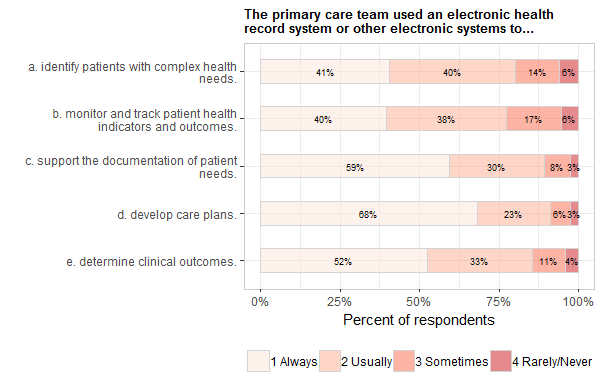 The primary care team used an electronic health
record system or other electronic systems to...
a. identify patients with complex health
needs.
41% 40% 14% 6%
b. monitor and track patient health
indicators and outcomes.
40% 38% 17% 6%
c. support the documentation of patient
needs.
59% 30% 8% 3%
d. develop care plans.
68% 23% 6% 3%
e. determine clinical outcomes.
52% 33% 11% 4%
0% 25% 50% 75% 100%
Percent of respondents
1 Always 2 Usually 3 Sometimes 4 Rarely/Never